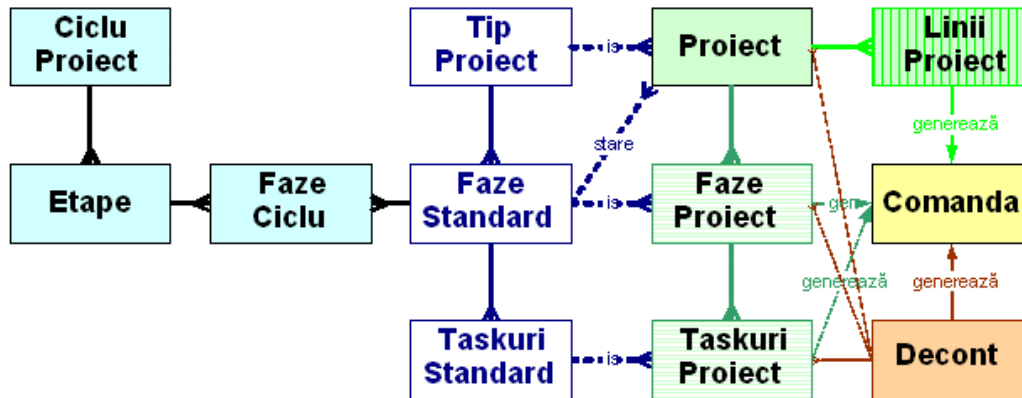 Ciclu
Proiect
Tip
Proiect
is
Proiect
Linii
Proiect
stare
generează
Etape
Faze
Ciclu
Faze
Standard
is
Faze
Proiect
gen
Comanda
generează
generează
Taskuri
Standard
is
Taskuri
Proiect
Decont